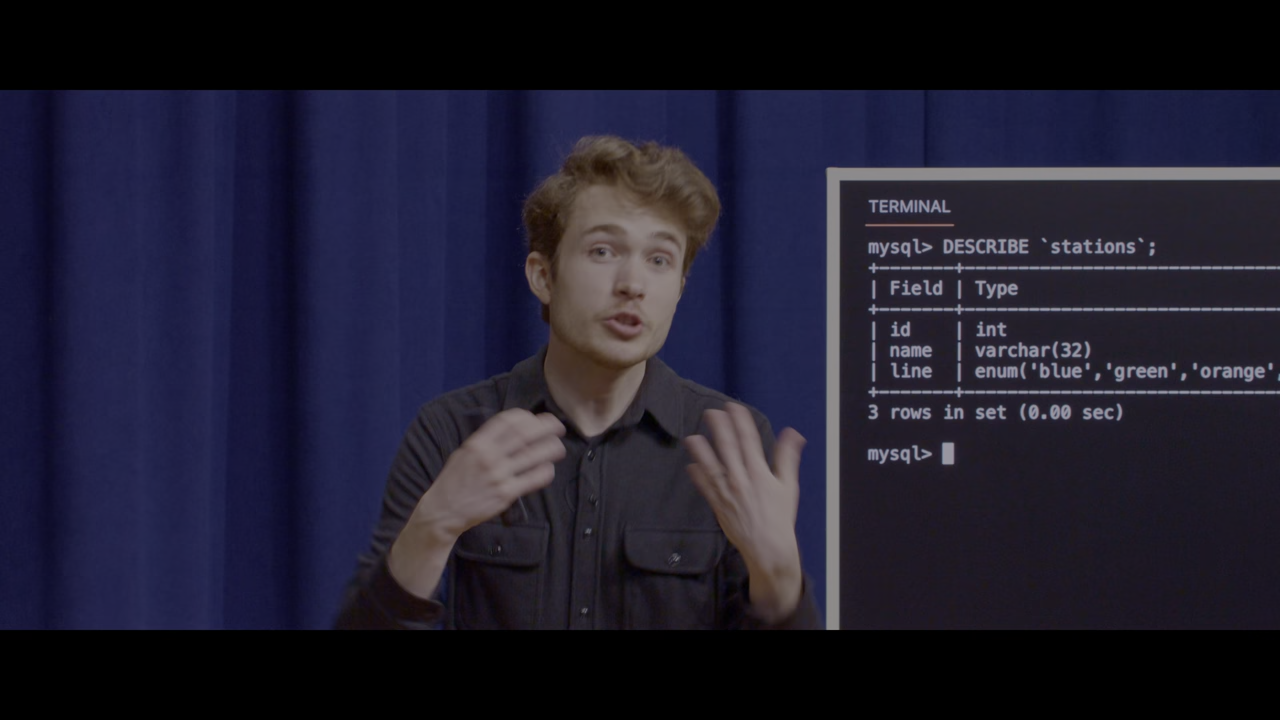 TERMINAL
mysql> DESCRIBE `stations`;
+-------+------------------------------
| Field | Type
+-------+------------------------------
| id    | int
| name  | varchar(32)
| line  | enum('blue','green','orange',
+-------+------------------------------
3 rows in set (0.00 sec)
mysql>